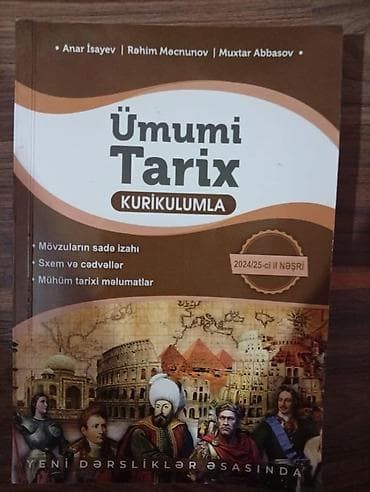 • Anar İsayev | Rəhim Məcnunov | Muxtar Abbasov •
Ümumi
Tarix
KURİKULUMLA
• Mövzuların sadə izahı
• Sxem və cədvəllər
• Mühüm tarixi məlumatlar
2024/25-ci il NƏŞRİ
YENİ DƏRSLİKLƏR ƏSASINDA